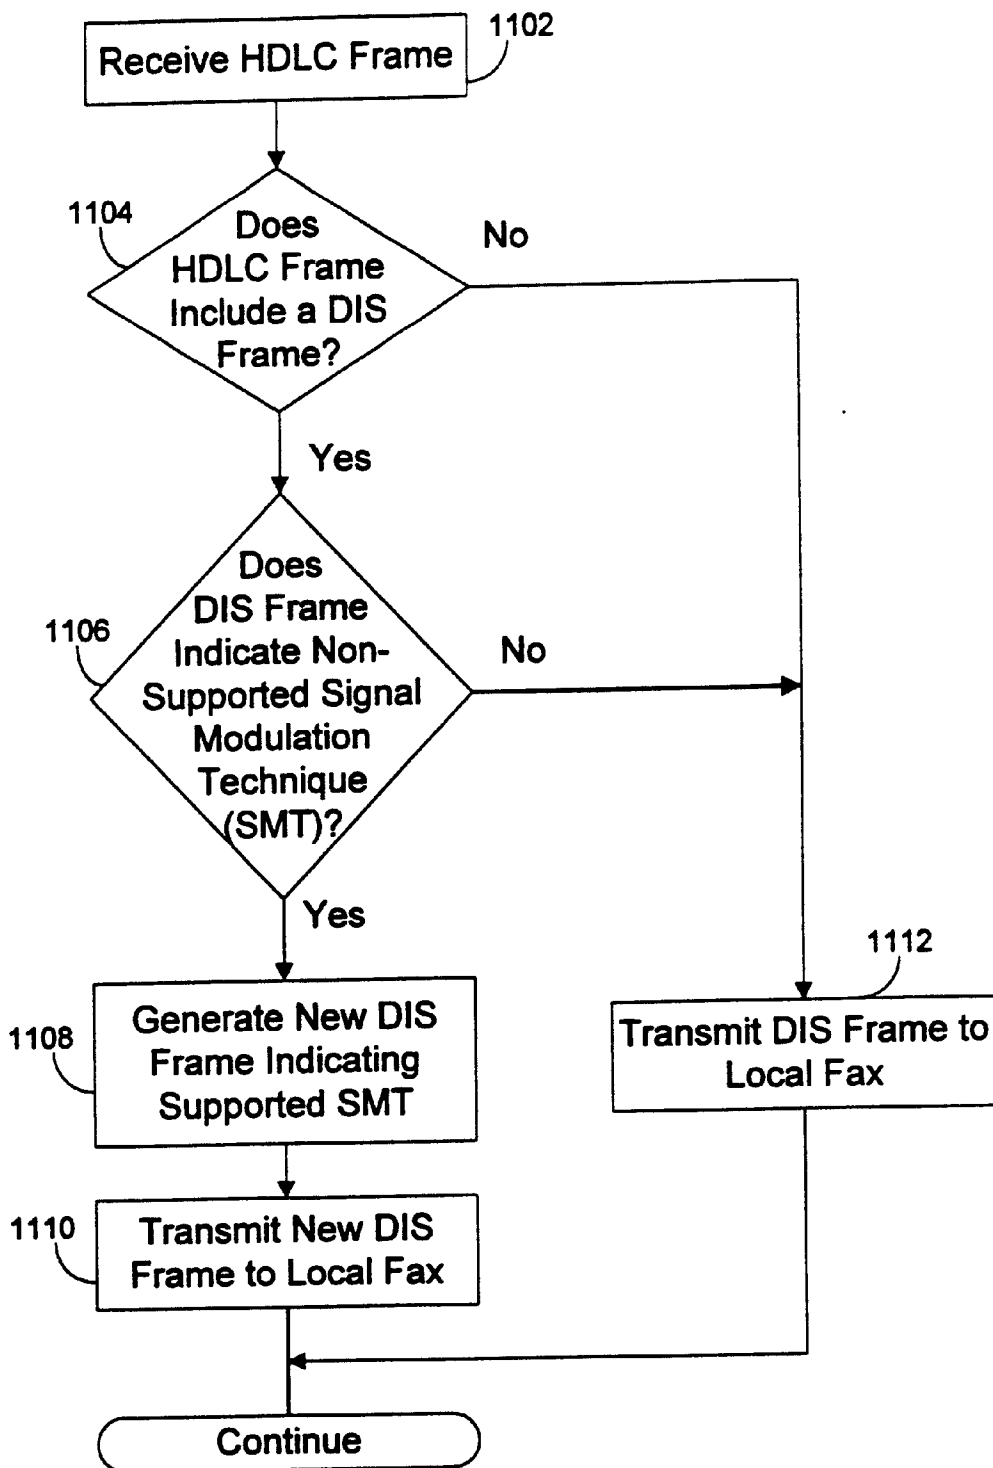 1102
Receive HDLC Frame
1104
Does
HDLC Frame
Include a DIS
Frame?
No
Yes
1106
Does
DIS Frame
Indicate Non-
Supported Signal
Modulation
Technique
(SMT)?
No
Yes
1108
Generate New DIS
Frame Indicating
Supported SMT
1112
Transmit DIS Frame to
Local Fax
1110
Transmit New DIS
Frame to Local Fax
Continue